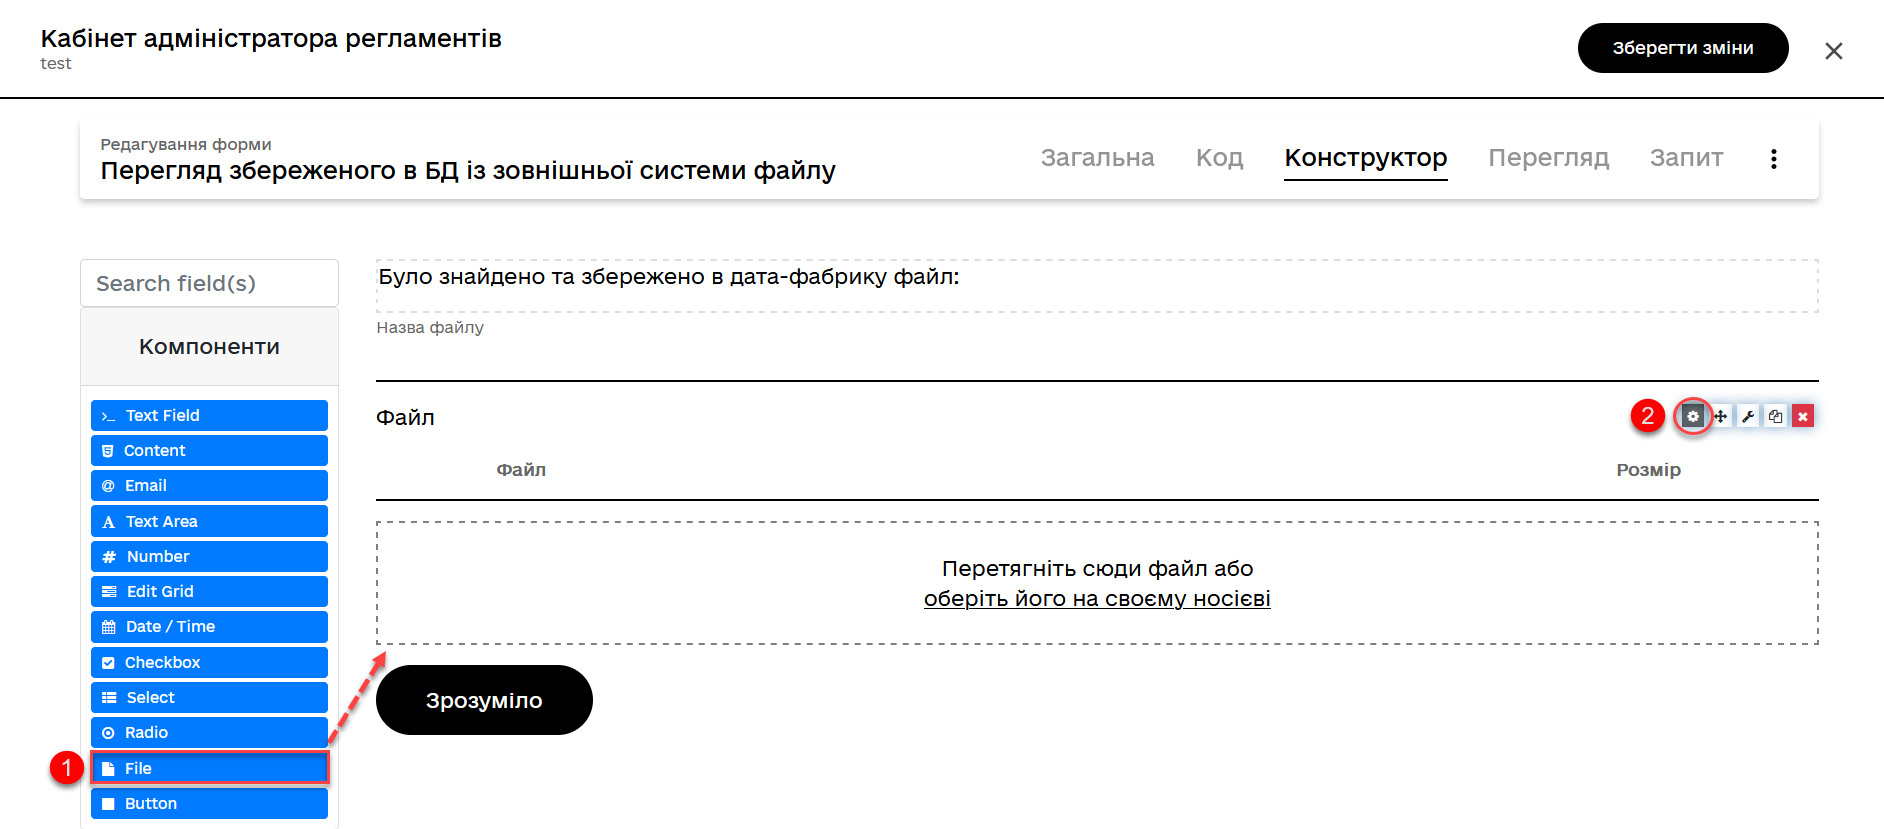 Кабінет адміністратора регламентів
test
Зберегти зміни
Редагування форми
Перегляд збереженого в БД із зовнішньої системи файлу
Загальна
Код
Конструктор
Перегляд
Запит
Search field(s)
Компоненти
Text Field
Content
Email
Text Area
Number
Edit Grid
Date / Time
Checkbox
Select
Radio
1
File
Button
Було знайдено та збережено в дата-фабрику файл:
Назва файлу
Файл
2
Файл
Розмір
Перетягніть сюди файл або
оберіть його на своєму носієві
Зрозуміло